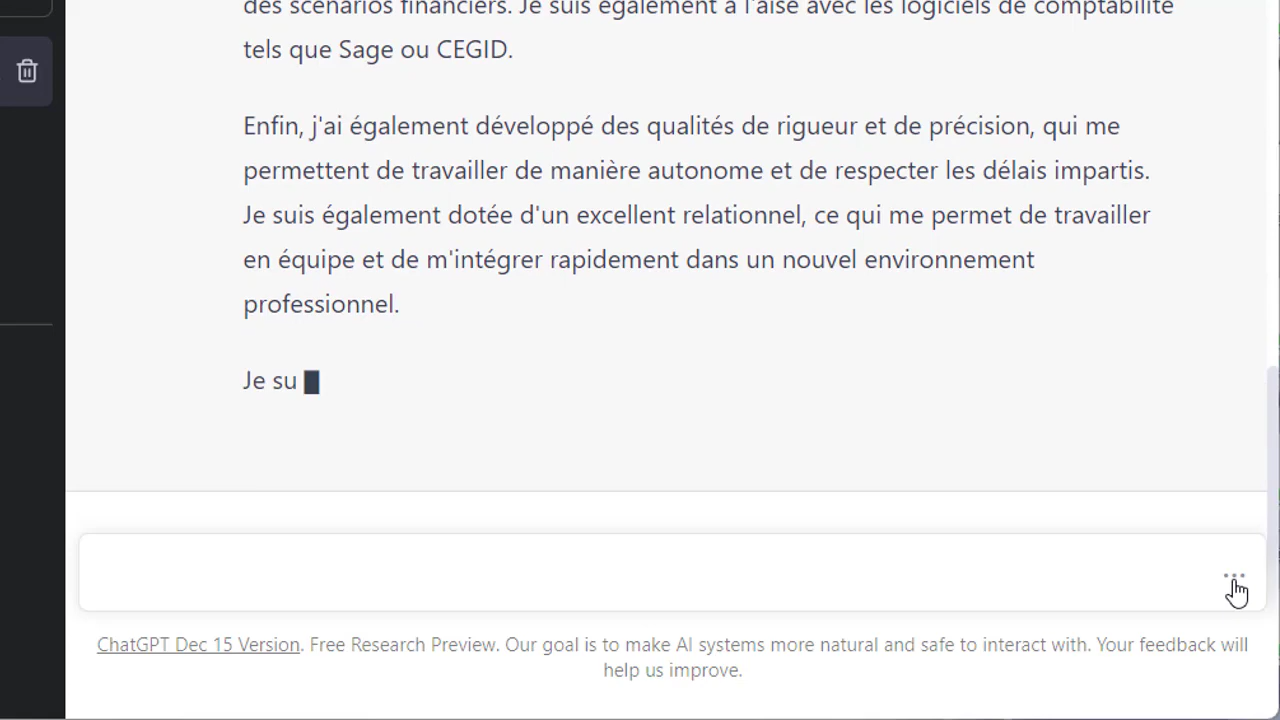 des scénarios financiers. Je suis également à l'aise avec les logiciels de comptabilité
tels que Sage ou CEGID.
Enfin, j'ai également développé des qualités de rigueur et de précision, qui me
permettent de travailler de manière autonome et de respecter les délais impartis.
Je suis également dotée d'un excellent relationnel, ce qui me permet de travailler
en équipe et de m'intégrer rapidement dans un nouvel environnement
professionnel.
Je su
ChatGPT Dec 15 Version. Free Research Preview. Our goal is to make AI systems more natural and safe to interact with. Your feedback will
help us improve.